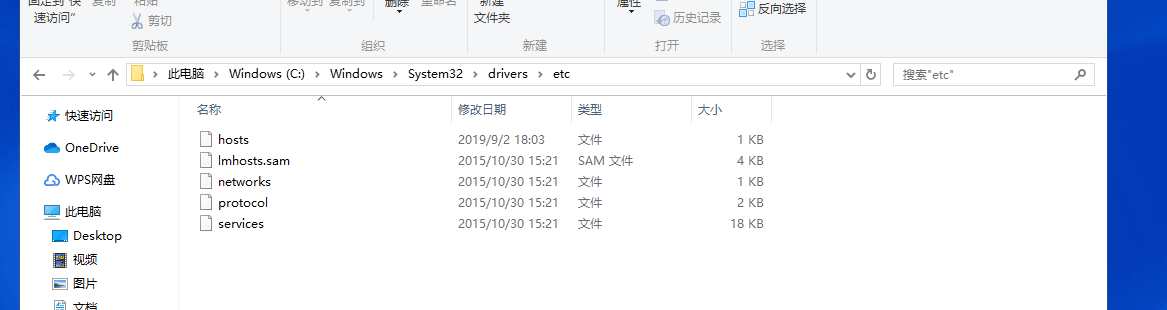 固定到"快 复制 粘贴 移动到 复制到 删除 重命名 新建 属性
速访问" 剪切 文件夹 历史记录 反向选择
剪贴板 组织 新建 打开 选择
此电脑 Windows (C:) Windows System32 drivers etc 搜索"etc"
名称 修改日期 类型 大小
快速访问
OneDrive
WPS网盘
此电脑
Desktop
视频
图片
文档
hosts 2019/9/2 18:03 文件 1 KB
lmhosts.sam 2015/10/30 15:21 SAM 文件 4 KB
networks 2015/10/30 15:21 文件 1 KB
protocol 2015/10/30 15:21 文件 2 KB
services 2015/10/30 15:21 文件 18 KB